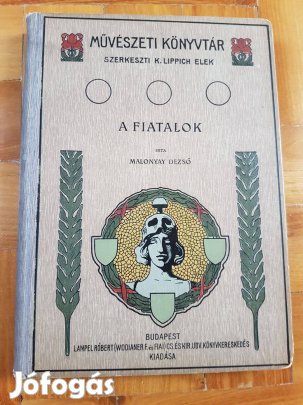 MŰVÉSZETI KÖNYVTÁR
SZERKESZTI K. LIPPICH ELEK
A FIATALOK
IRTA
MALONYAY DEZSŐ
BUDAPEST
LAMPEL RÓBERT (WODIANER F. és FIAI) CS. ÉS KIR. UDV. KÖNYVKERESKEDÉS
KIADÁSA
Jófogás